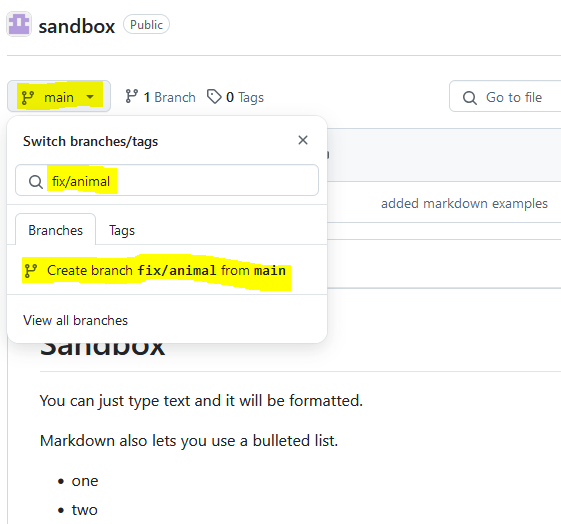 sandbox Public
main 1 Branch 0 Tags Go to file
Switch branches/tags
fix/animal
added markdown examples
Branches Tags
Create branch fix/animal from main
View all branches
Sandbox
You can just type text and it will be formatted.
Markdown also lets you use a bulleted list.
one
two